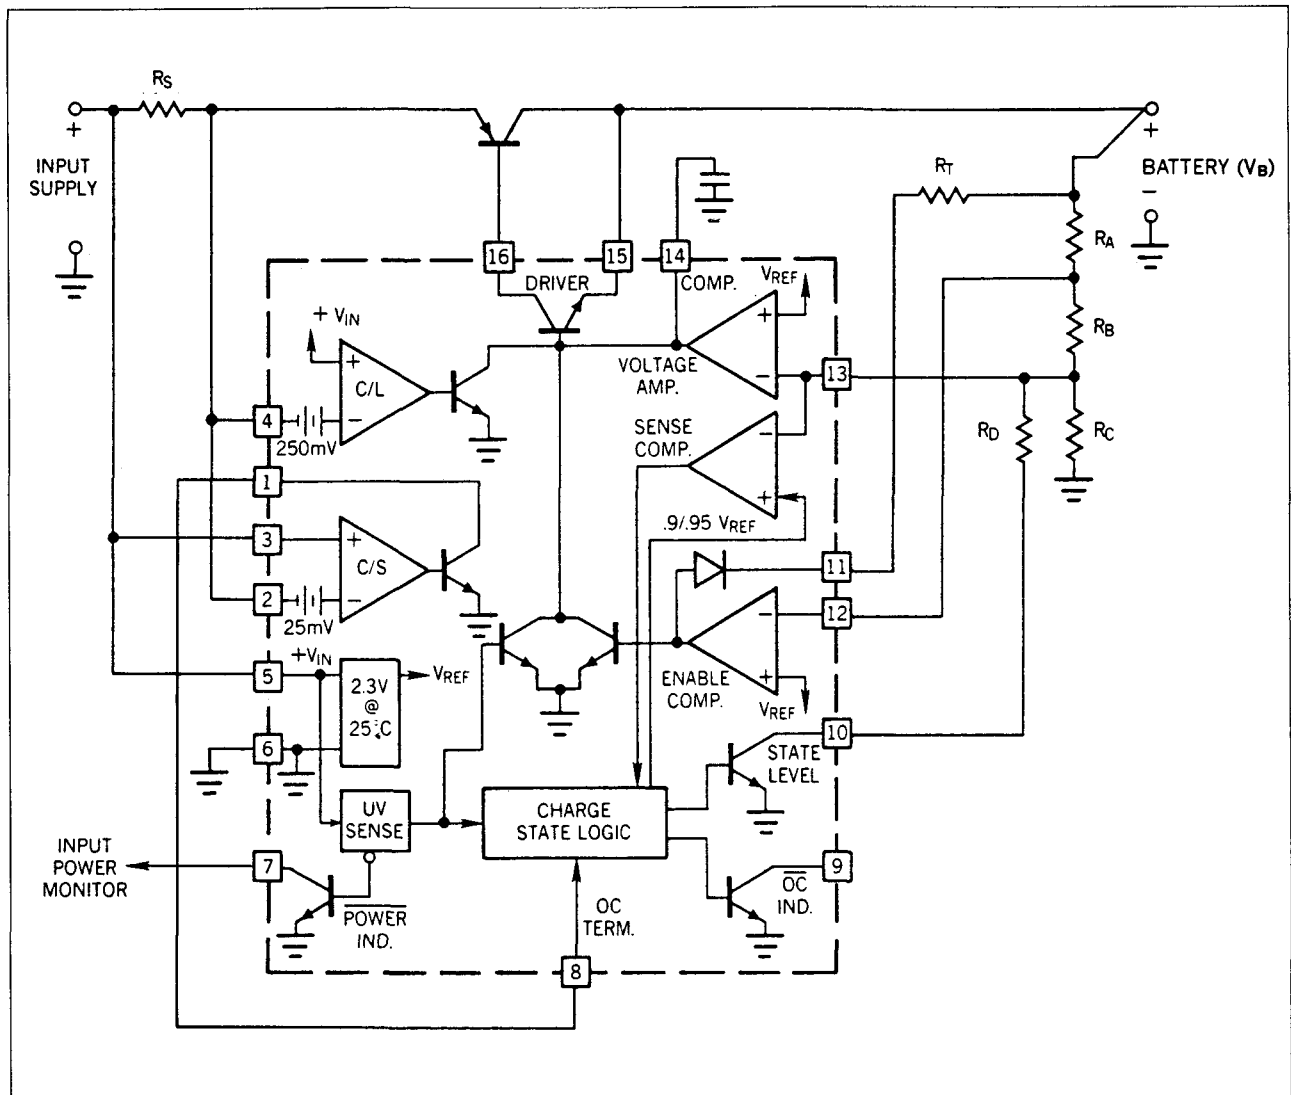 RS
+
INPUT
SUPPLY
RT
+
BATTERY (VB)
−
RA
RB
RD
RC
16
DRIVER
15
14
COMP.
VREF
+ VIN
+
C/L
−
4
250mV
+
−
VOLTAGE
AMP.
13
SENSE
COMP.
−
+
.9/.95 VREF
1
3
+
C/S
−
2
25mV
11
12
−
ENABLE
COMP.
+
VREF
+VIN
5
2.3V
@
25°C
VREF
6
10
STATE
LEVEL
UV
SENSE
CHARGE
STATE LOGIC
INPUT
POWER
MONITOR
7
POWER
IND.
OC
TERM.
8
OC
IND.
9